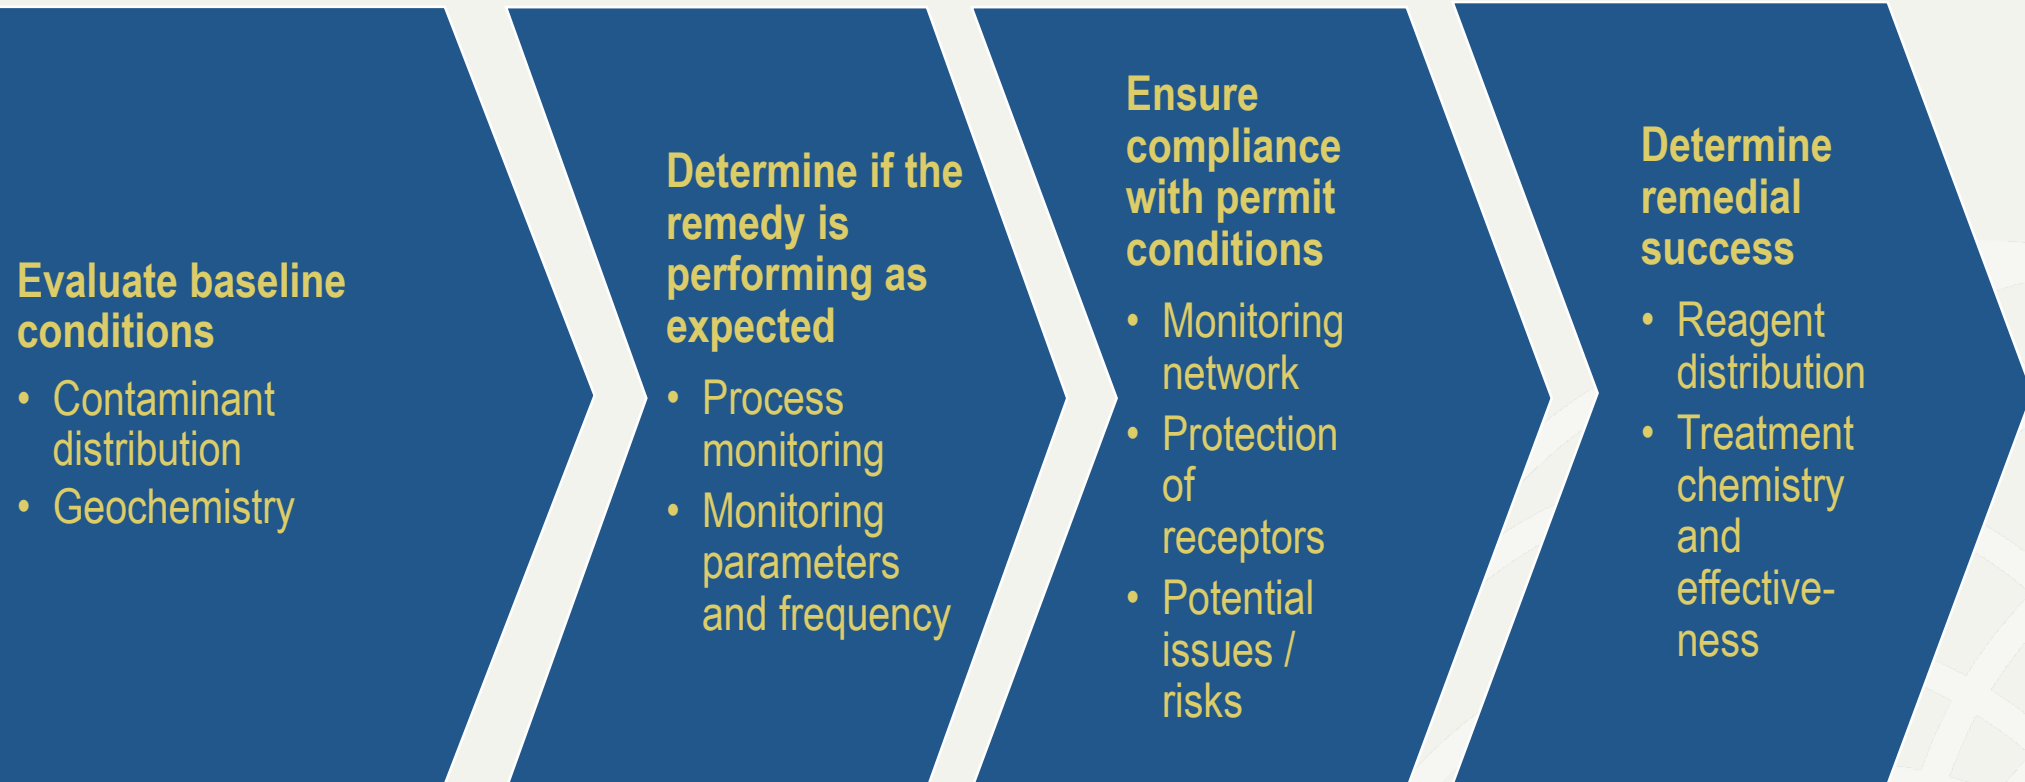 Evaluate baseline
conditions
• Contaminant
distribution
• Geochemistry
Determine if the
remedy is
performing as
expected
• Process
monitoring
• Monitoring
parameters
and frequency
Ensure
compliance
with permit
conditions
• Monitoring
network
• Protection
of
receptors
• Potential
issues /
risks
Determine
remedial
success
• Reagent
distribution
• Treatment
chemistry
and
effective-
ness